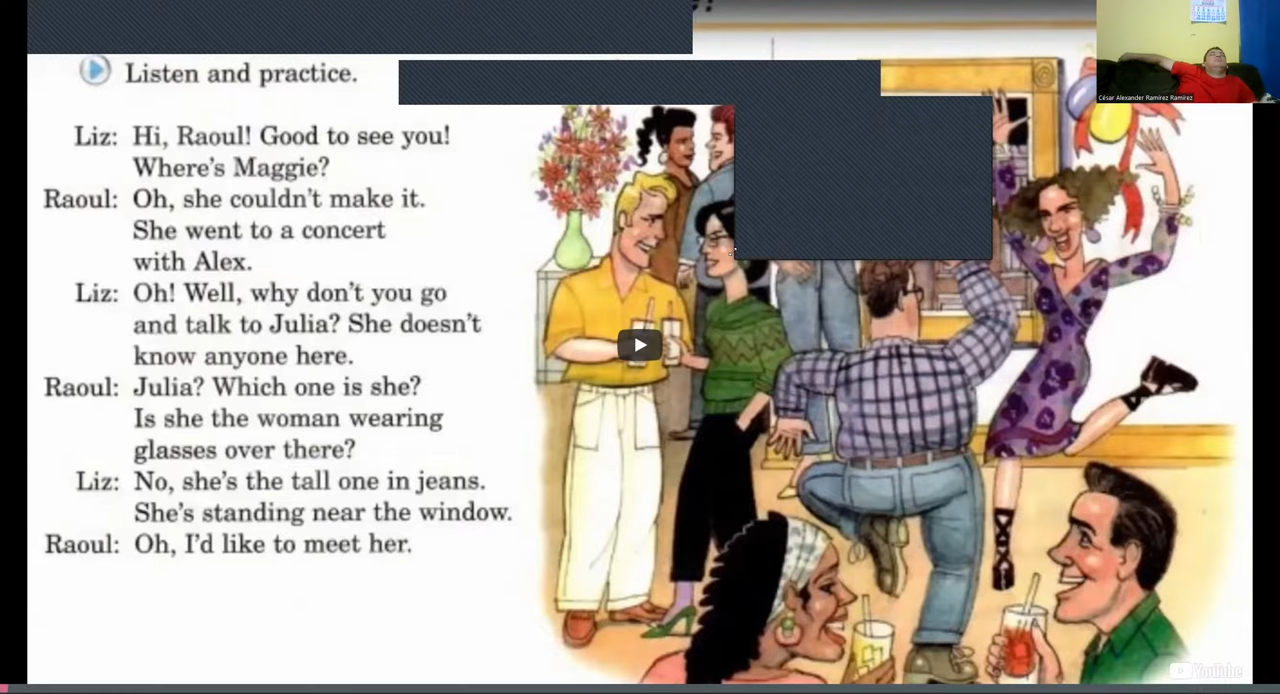 César Alexander Ramírez Ramírez
Listen and practice.
Liz: Hi, Raoul! Good to see you!
Where's Maggie?
Raoul: Oh, she couldn't make it.
She went to a concert
with Alex.
Liz: Oh! Well, why don't you go
and talk to Julia? She doesn't
know anyone here.
Raoul: Julia? Which one is she?
Is she the woman wearing
glasses over there?
Liz: No, she's the tall one in jeans.
She's standing near the window.
Raoul: Oh, I'd like to meet her.
YouTube